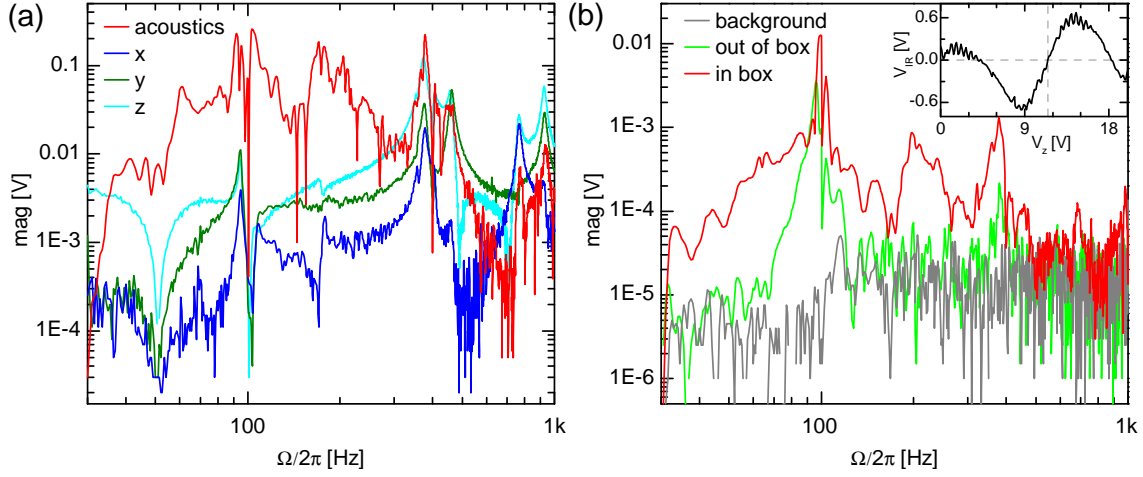 (a)
acoustics
x
y
z
0.1
0.01
1E-3
1E-4
mag [V]
100
1k
Ω/2π [Hz]
(b)
background
out of box
in box
0.01
1E-3
1E-4
1E-5
1E-6
mag [V]
100
1k
Ω/2π [Hz]
0.6
0.0
-0.6
V_IR [V]
0
9
18
V_z [V]